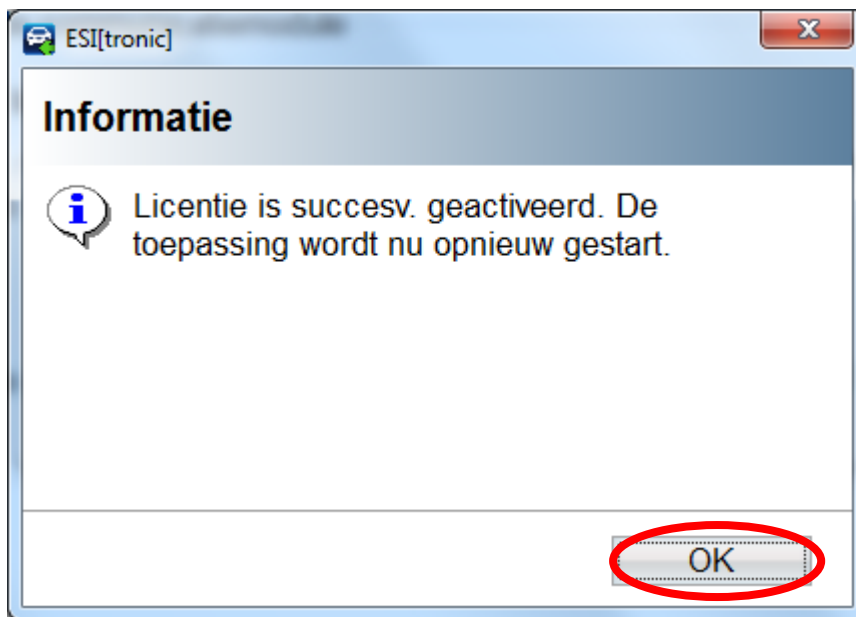 ESI[tronic]
Informatie
Licentie is succesv. geactiveerd. De
toepassing wordt nu opnieuw gestart.
OK